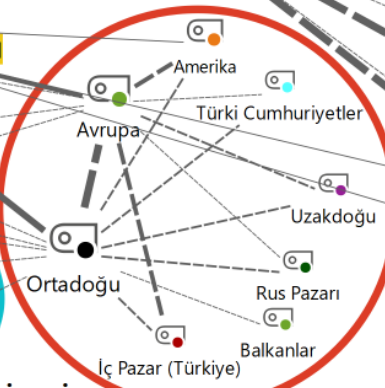 Amerika
Türki Cumhuriyetler
Avrupa
Uzakdoğu
Ortadoğu
Rus Pazarı
Balkanlar
İç Pazar (Türkiye)